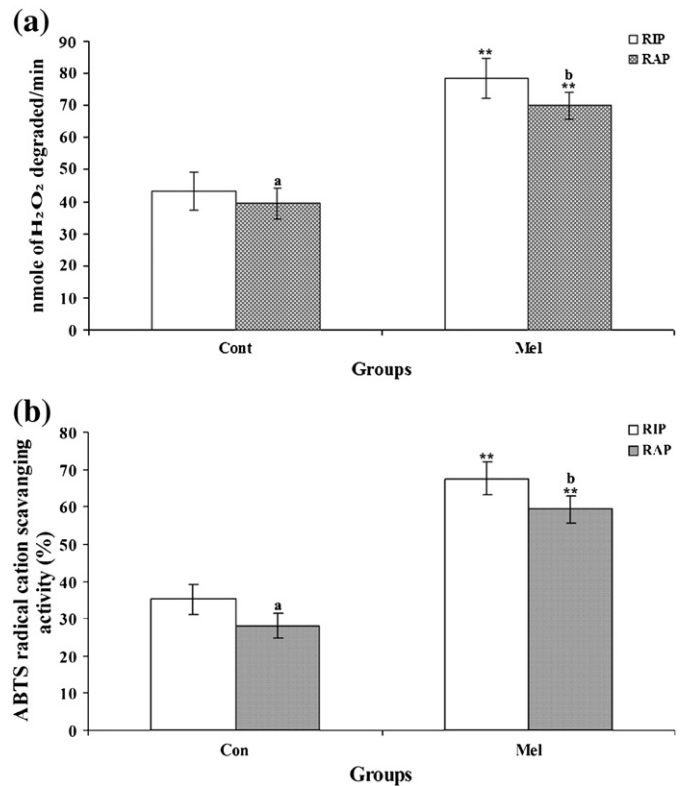 (a)
nmole of H₂O₂ degraded/min
90
80
70
60
50
40
30
20
10
0
RIP
RAP
a
**
b
**
Cont
Mel
Groups
(b)
ABTS radical cation scavanging
activity (%)
80
70
60
50
40
30
20
10
0
RIP
RAP
a
**
b
**
Con
Mel
Groups